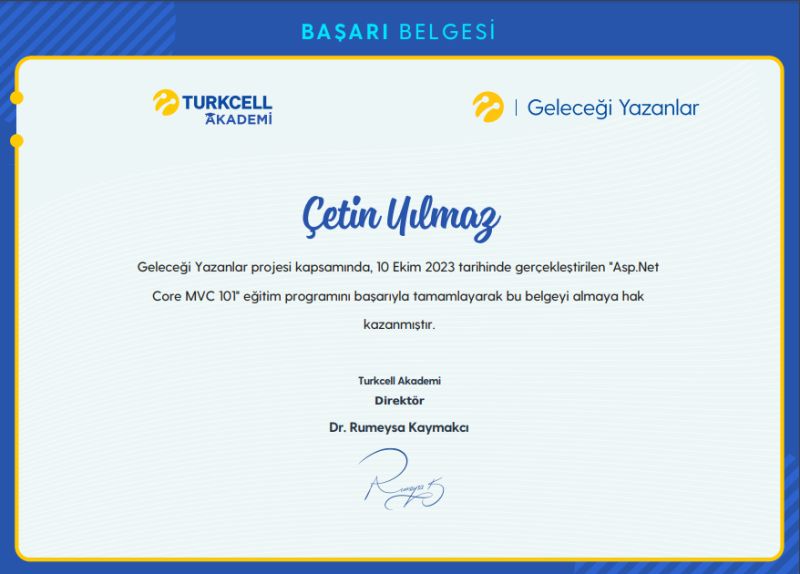 BAŞARI BELGESİ
TURKCELL
AKADEMİ
| Geleceği Yazanlar
Çetin Yılmaz
Geleceği Yazanlar projesi kapsamında, 10 Ekim 2023 tarihinde gerçekleştirilen "Asp.Net
Core MVC 101" eğitim programını başarıyla tamamlayarak bu belgeyi almaya hak
kazanmıştır.
Turkcell Akademi
Direktör
Dr. Rumeysa Kaymakcı
Rumeysa K